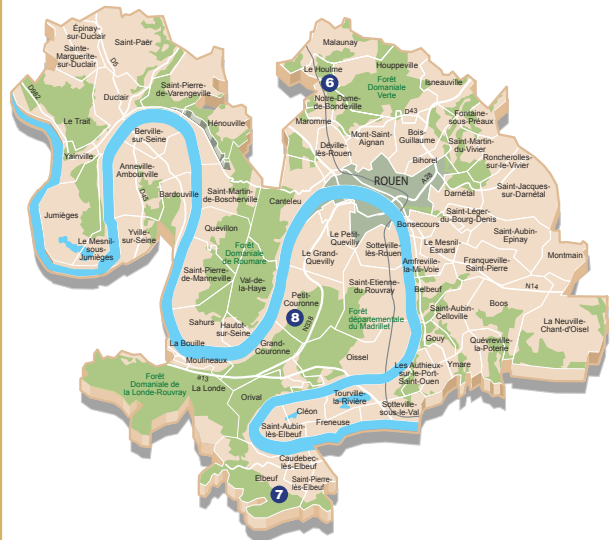 Épinay-
sur-Duclair
Saint-Paër
Sainte-
Marguerite-
sur-Duclair
D5
D982
Duclair
Saint-Pierre-
de-Varengeville
Le Trait
Hénouville
Yainville
Berville-
sur-Seine
Anneville-
Ambourville
D45
Bardouville
Saint-Martin-
de-Boscherville
Jumièges
Le Mesnil-
sous-
Jumièges
Yville-
sur-Seine
Quevillon
Forêt
Domaniale
de Roumare
Saint-Pierre-
de-Manneville
Val-de-
la-Haye
Sahurs
Hautot-
sur-Seine
La Bouille
Moulineaux
Malaunay
Le Houlme
6
Houppeville
Forêt
Domaniale
Verte
Isneauville
Notre-Dame-
de-Bondeville
D43
Maromme
Fontaine-
sous-Préaux
Mont-Saint-
Aignan
Bois-
Guillaume
Déville-
lès-Rouen
Saint-Martin-
du-Vivier
Bihorel
Roncherolles-
sur-le-Vivier
ROUEN
A28
Darnétal
Saint-Jacques-
sur-Darnétal
Canteleu
Saint-Léger-
du-Bourg-Denis
Bonsecours
Le Petit-
Quevilly
Saint-Aubin-
Epinay
Sotteville-
lès-Rouen
Le Mesnil-
Esnard
Le Grand-
Quevilly
Amfreville-
la-Mi-Voie
Franqueville-
Saint-Pierre
Montmain
Saint-Etienne-
du Rouvray
Belbeuf
N14
Petit-
Couronne
8
N338
Saint-Aubin-
Celloville
Boos
Forêt
départementale
du Madrillet
La Neuville-
Chant-d'Oisel
Gouy
Quévreville-
la-Poterie
Grand-
Couronne
Oissel
Ymare
Les Authieux-
sur-le-Port-
Saint-Ouen
Forêt
Domaniale de
la Londe-Rouvray
a13
La Londe
Orival
Tourville-
la-Rivière
Cléon
Sotteville-
sous-le-Val
Freneuse
Saint-Aubin-
lès-Elbeuf
Caudebec-
lès-Elbeuf
Elbeuf
Saint-Pierre-
lès-Elbeuf
7